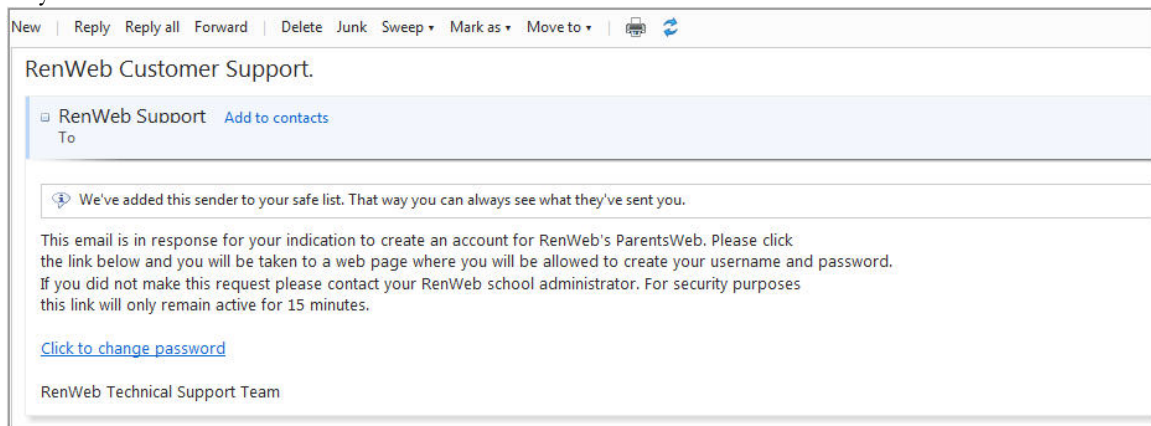 New | Reply Reply all Forward | Delete Junk Sweep Mark as Move to
RenWeb Customer Support.
RenWeb Support Add to contacts
To
We've added this sender to your safe list. That way you can always see what they've sent you.
This email is in response for your indication to create an account for RenWeb's ParentsWeb. Please click
the link below and you will be taken to a web page where you will be allowed to create your username and password.
If you did not make this request please contact your RenWeb school administrator. For security purposes
this link will only remain active for 15 minutes.
Click to change password
RenWeb Technical Support Team